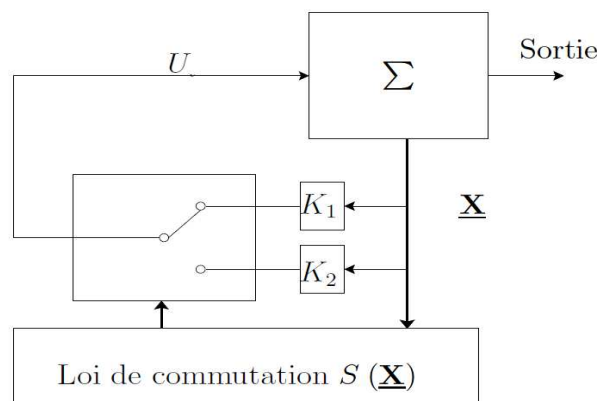 Sortie
U
Σ
K₁
X
K₂
Loi de commutation S (X)